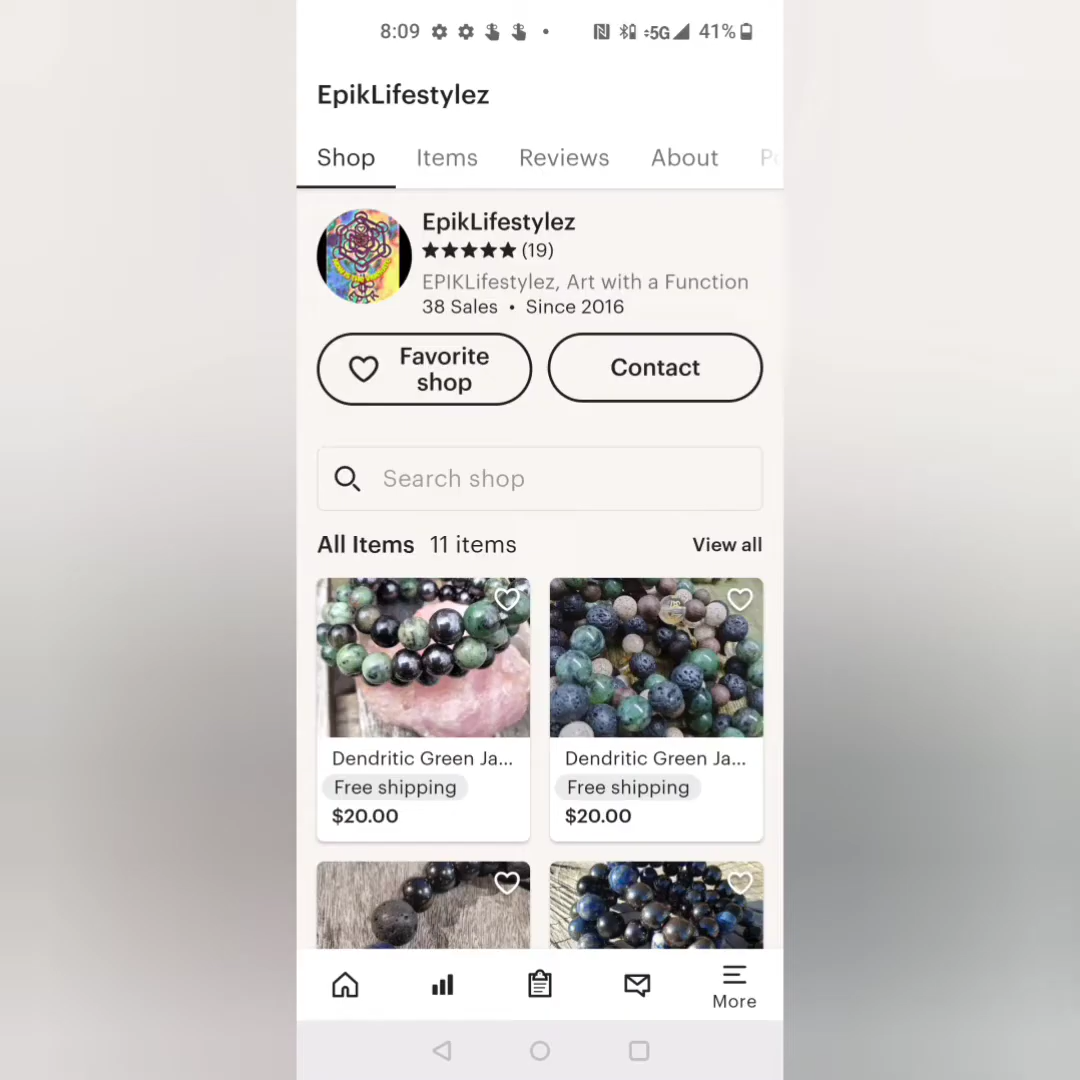 8:09 5G 41%
EpikLifestylez
Shop Items Reviews About Po
EpikLifestylez
(19)
EPIKLifestylez, Art with a Function
38 Sales • Since 2016
Favorite
shop
Contact
Search shop
All Items 11 items View all
Dendritic Green Ja... Dendritic Green Ja...
Free shipping Free shipping
$20.00 $20.00
More